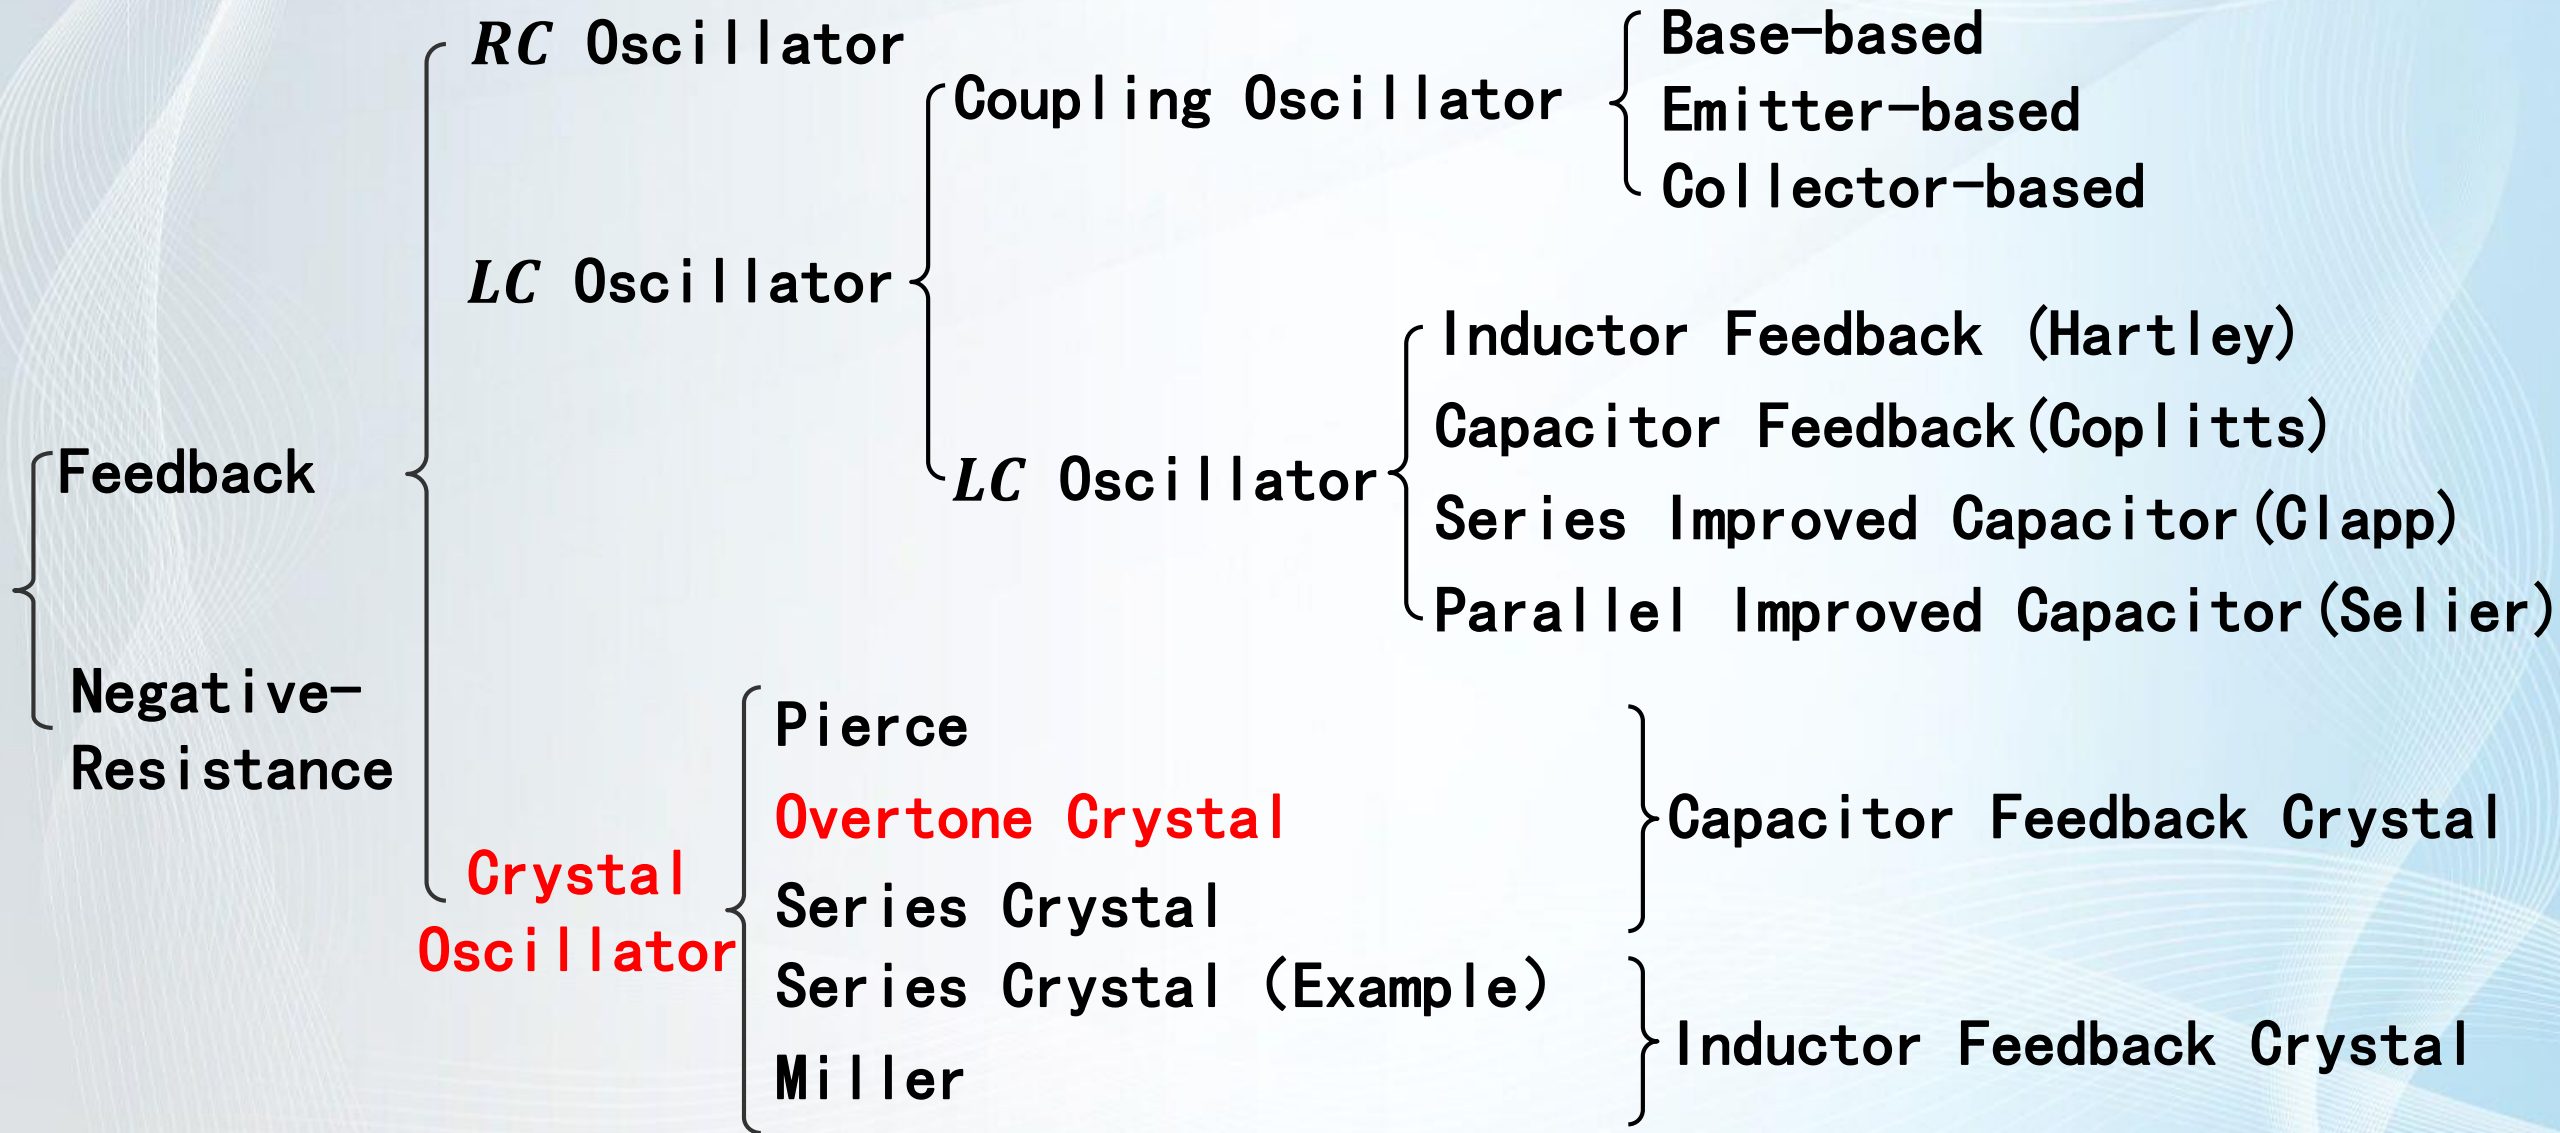 RC Oscillator
Coupling Oscillator
Base-based
Emitter-based
Collector-based
LC Oscillator
LC Oscillator
Inductor Feedback (Hartley)
Capacitor Feedback(Coplitts)
Series Improved Capacitor(Clapp)
Parallel Improved Capacitor(Selier)
Feedback
Negative-
Resistance
Crystal
Oscillator
Pierce
Overtone Crystal
Series Crystal
Series Crystal (Example)
Miller
Capacitor Feedback Crystal
Inductor Feedback Crystal